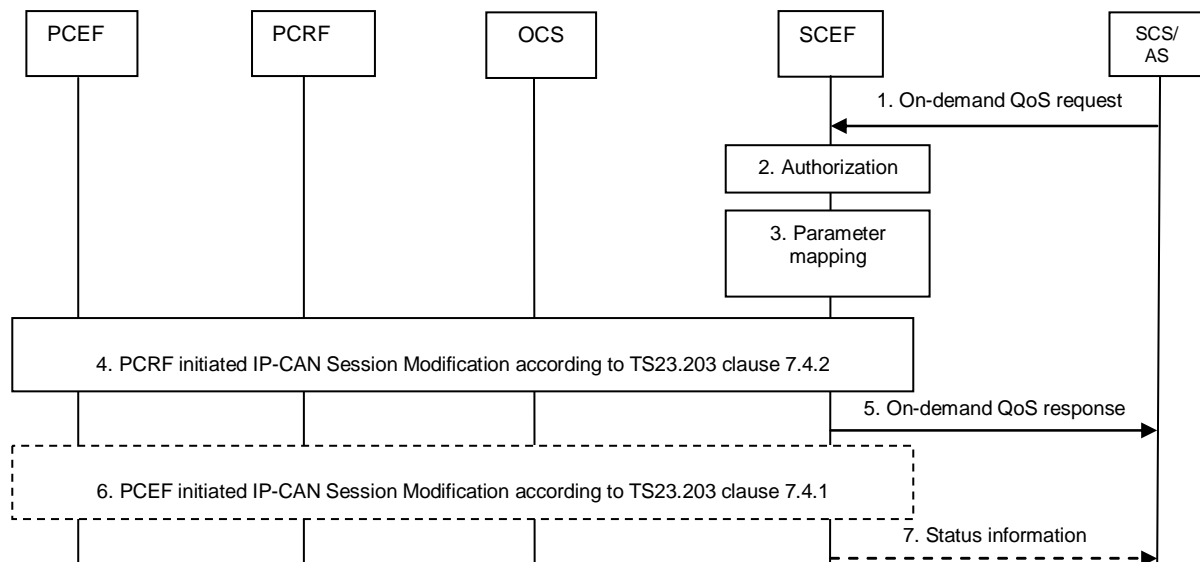 PCEF
PCRF
OCS
SCEF
SCS/
AS
1. On-demand QoS request
2. Authorization
3. Parameter
mapping
4. PCRF initiated IP-CAN Session Modification according to TS23.203 clause 7.4.2
5. On-demand QoS response
6. PCEF initiated IP-CAN Session Modification according to TS23.203 clause 7.4.1
7. Status information